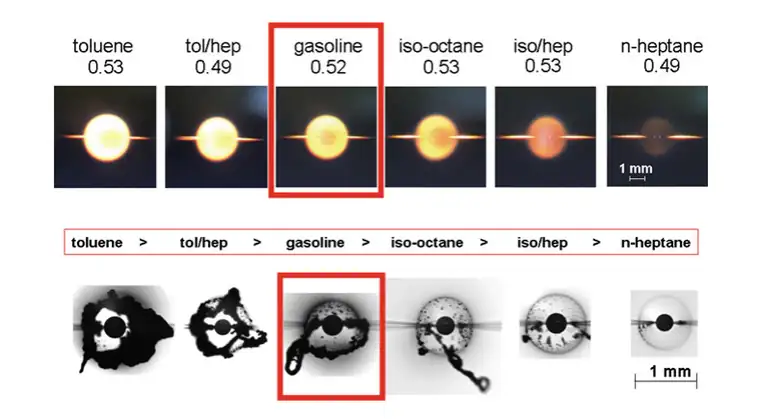 toluene tol/hep gasoline iso-octane iso/hep n-heptane
0.53 0.49 0.52 0.53 0.53 0.49
1 mm
toluene > tol/hep > gasoline > iso-octane > iso/hep > n-heptane
1 mm